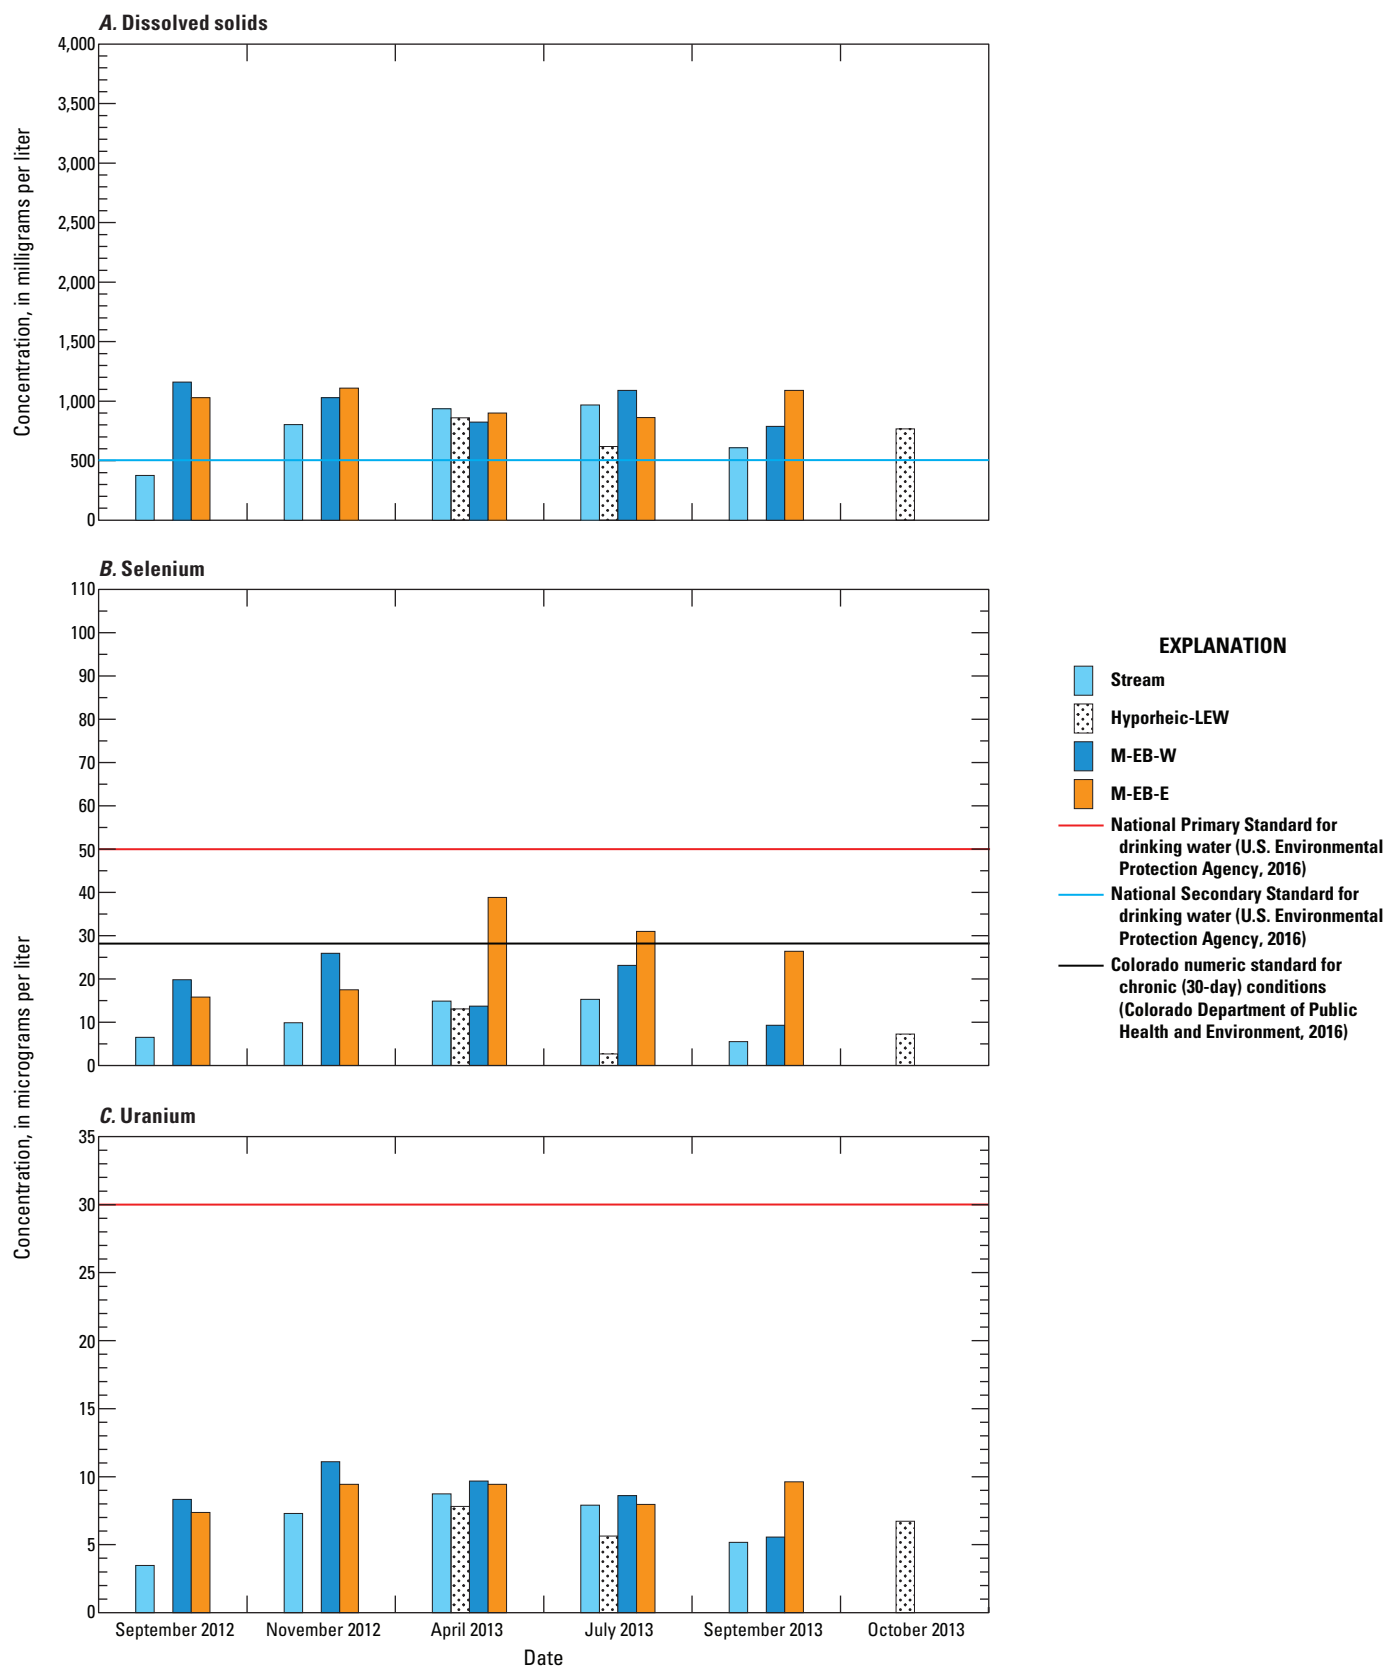 A. Dissolved solids
4,000
3,500
3,000
2,500
2,000
1,500
1,000
500
0
Concentration, in milligrams per liter
B. Selenium
110
100
90
80
70
60
50
40
30
20
10
0
C. Uranium
35
30
25
20
15
10
5
0
Concentration, in micrograms per liter
September 2012
November 2012
April 2013
July 2013
September 2013
October 2013
Date
EXPLANATION
Stream
Hyporheic-LEW
M-EB-W
M-EB-E
National Primary Standard for
drinking water (U.S. Environmental
Protection Agency, 2016)
National Secondary Standard for
drinking water (U.S. Environmental
Protection Agency, 2016)
Colorado numeric standard for
chronic (30-day) conditions
(Colorado Department of Public
Health and Environment, 2016)